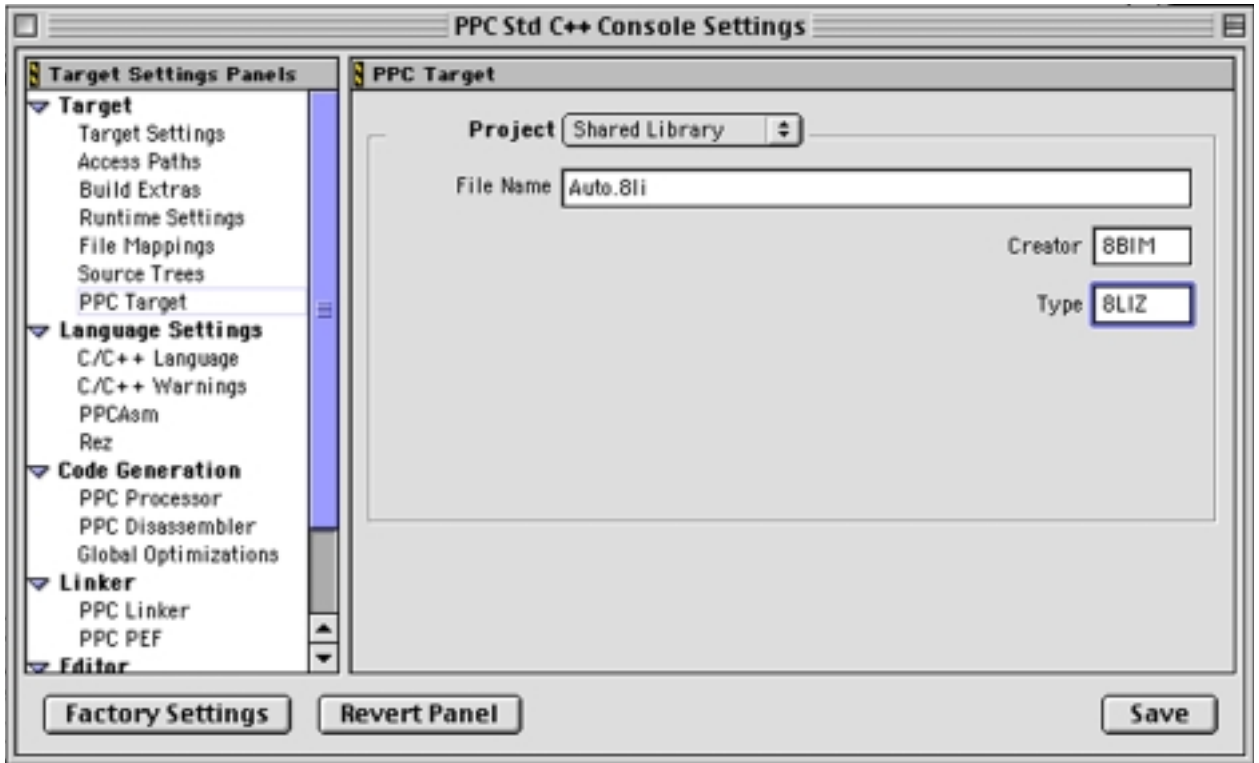 PPC Std C++ Console Settings
Target Settings Panels
Target
Target Settings
Access Paths
Build Extras
Runtime Settings
File Mappings
Source Trees
PPC Target
Language Settings
C/C++ Language
C/C++ Warnings
PPCAsm
Rez
Code Generation
PPC Processor
PPC Disassembler
Global Optimizations
Linker
PPC Linker
PPC PEF
Editor
PPC Target
Project Shared Library
File Name Auto.8li
Creator 8BIM
Type 8LIZ
Factory Settings Revert Panel Save